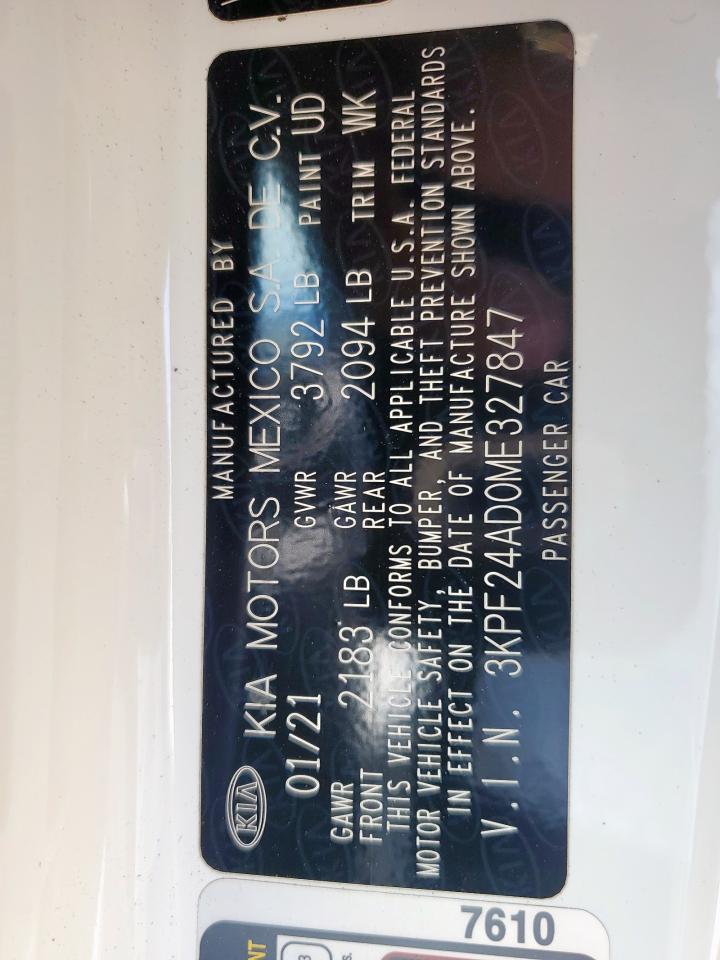 KIA
MANUFACTURED BY
KIA MOTORS MEXICO S.A. DE C.V.
01/21 GVWR 3792 LB PAINT UD
GAWR FRONT 2183 LB GAWR REAR 2094 LB TRIM WK
THIS VEHICLE CONFORMS TO ALL APPLICABLE U.S.A. FEDERAL
MOTOR VEHICLE SAFETY, BUMPER, AND THEFT PREVENTION STANDARDS
IN EFFECT ON THE DATE OF MANUFACTURE SHOWN ABOVE.
V.I.N. 3KPF24AD0ME327847
PASSENGER CAR
7610